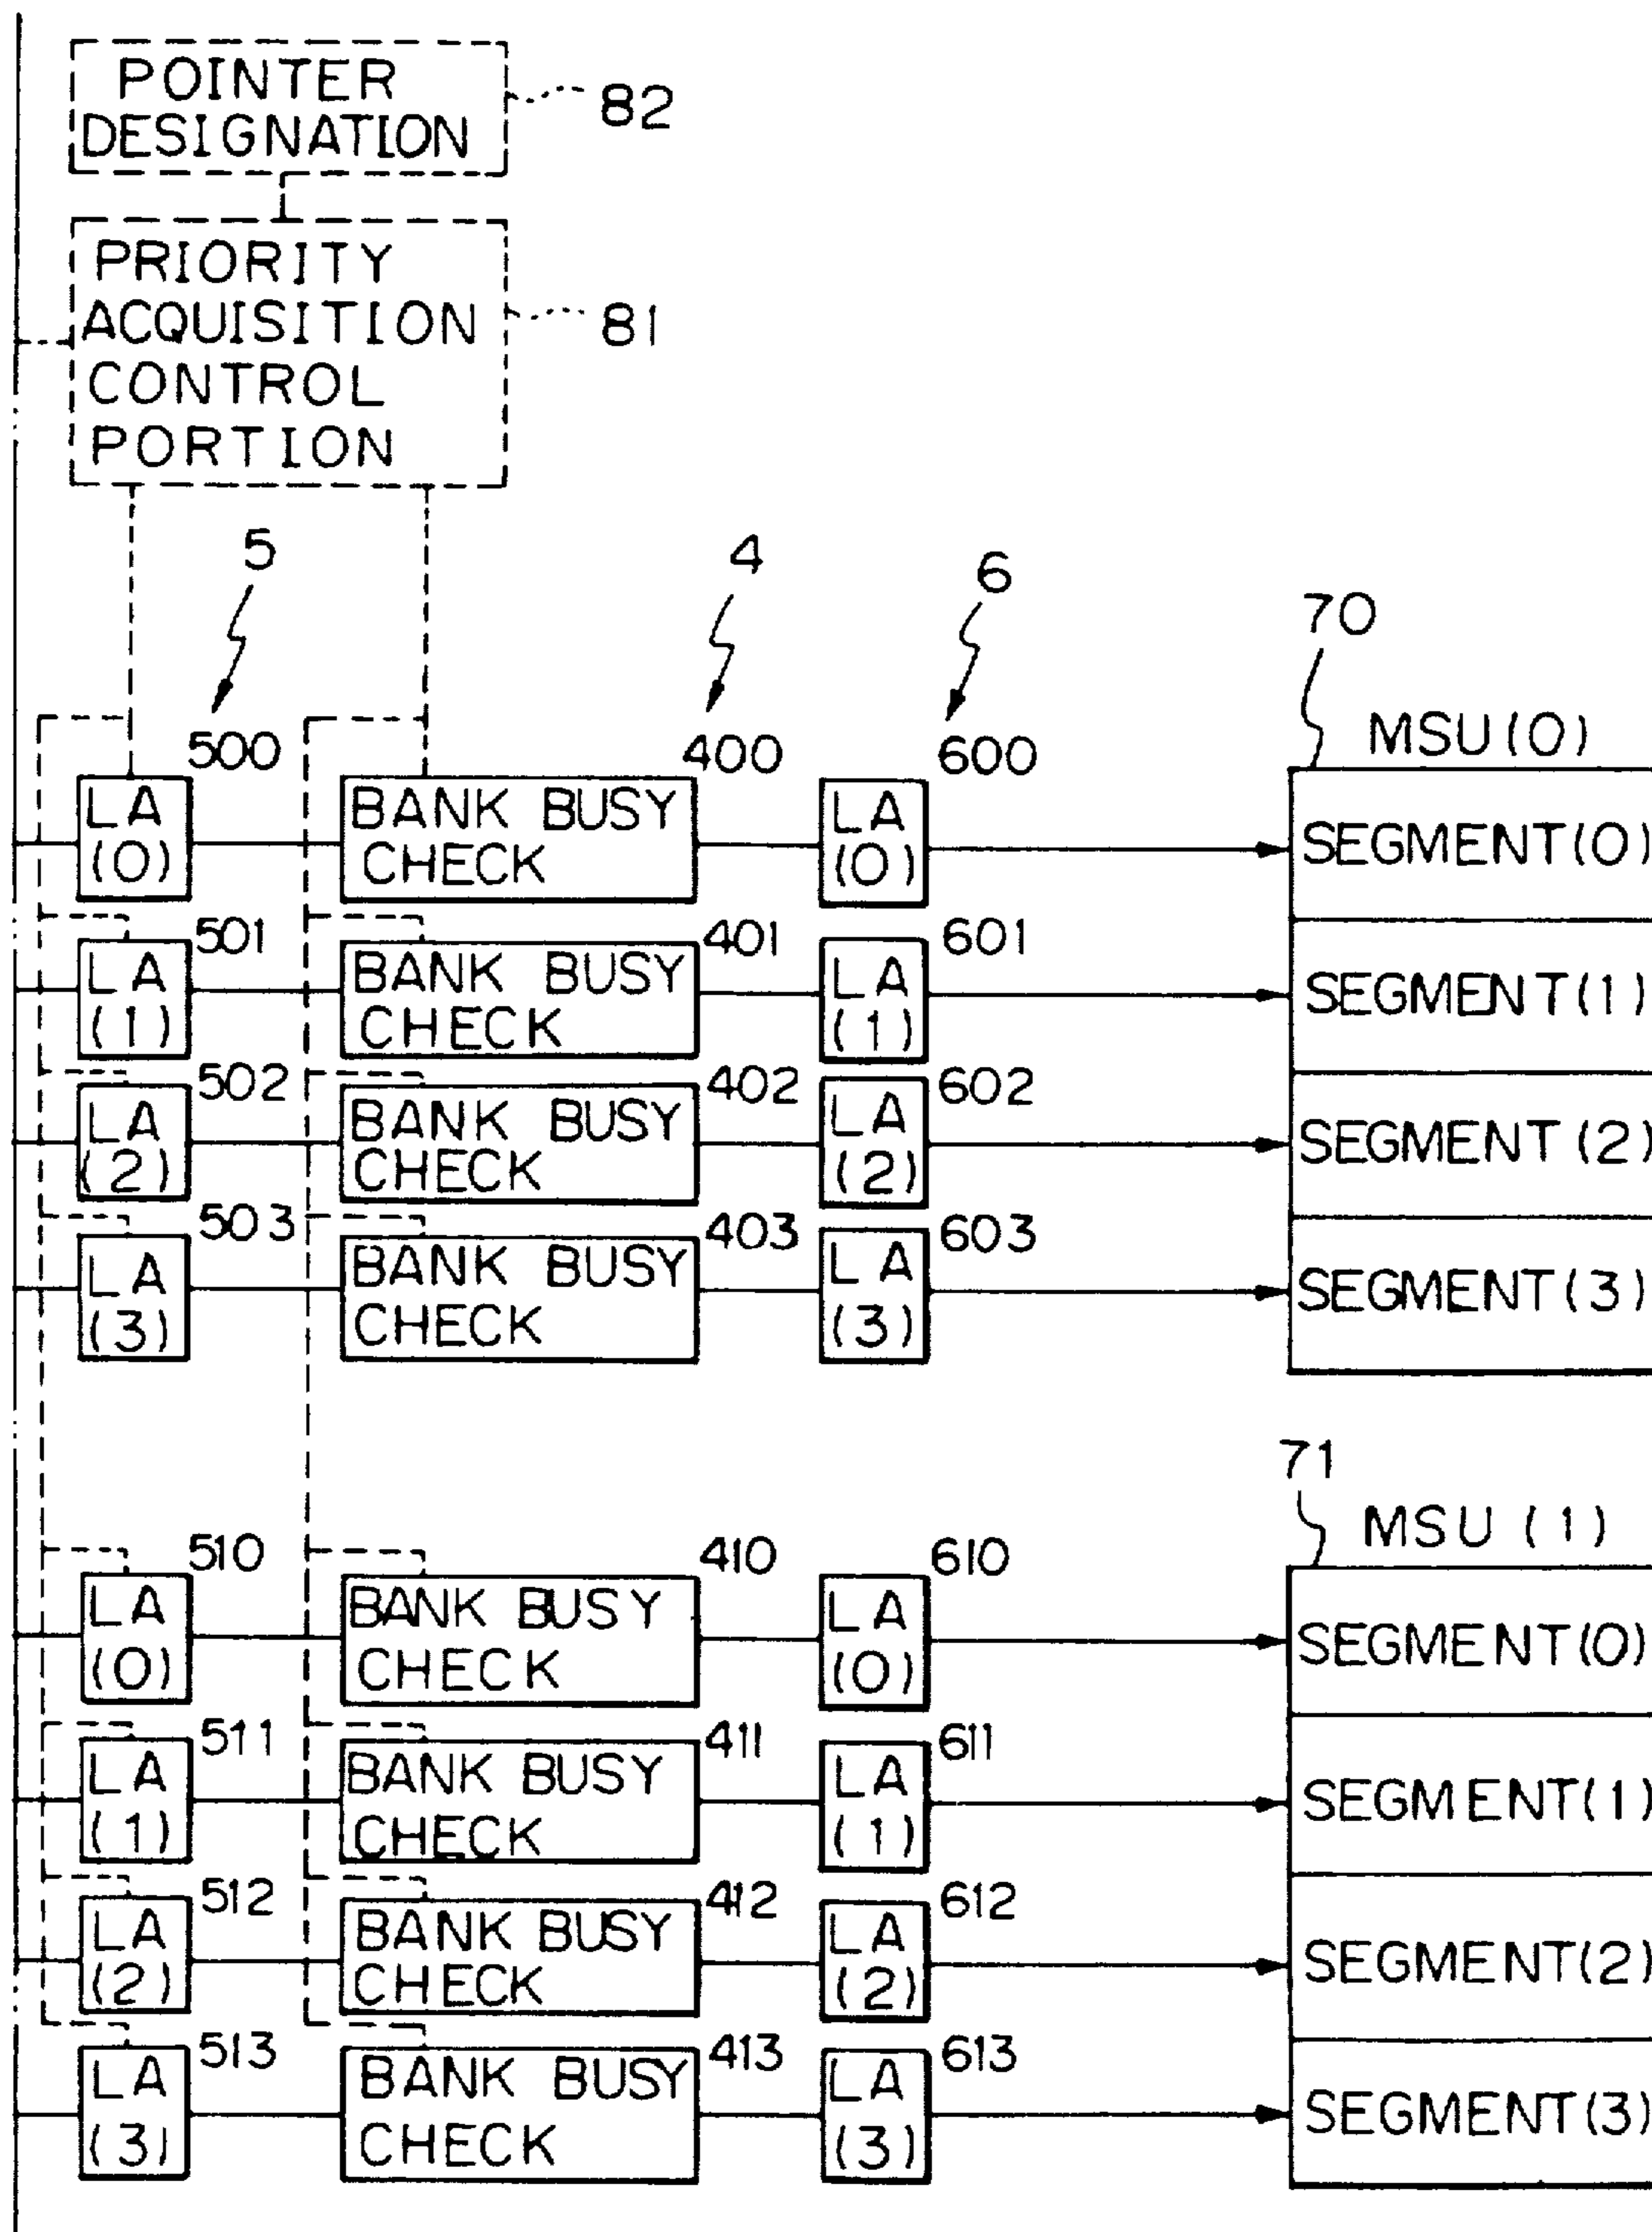 POINTER
DESIGNATION
82
PRIORITY
ACQUISITION
CONTROL
PORTION
81
5
4
6
70
MSU(0)
500
400
600
LA
(0)
BANK BUSY
CHECK
LA
(0)
SEGMENT(0)
501
401
601
LA
(1)
BANK BUSY
CHECK
LA
(1)
SEGMENT(1)
502
402
602
LA
(2)
BANK BUSY
CHECK
LA
(2)
SEGMENT(2)
503
403
603
LA
(3)
BANK BUSY
CHECK
LA
(3)
SEGMENT(3)
71
MSU(1)
510
410
610
LA
(0)
BANK BUSY
CHECK
LA
(0)
SEGMENT(0)
511
411
611
LA
(1)
BANK BUSY
CHECK
LA
(1)
SEGMENT(1)
512
412
612
LA
(2)
BANK BUSY
CHECK
LA
(2)
SEGMENT(2)
513
413
613
LA
(3)
BANK BUSY
CHECK
LA
(3)
SEGMENT(3)